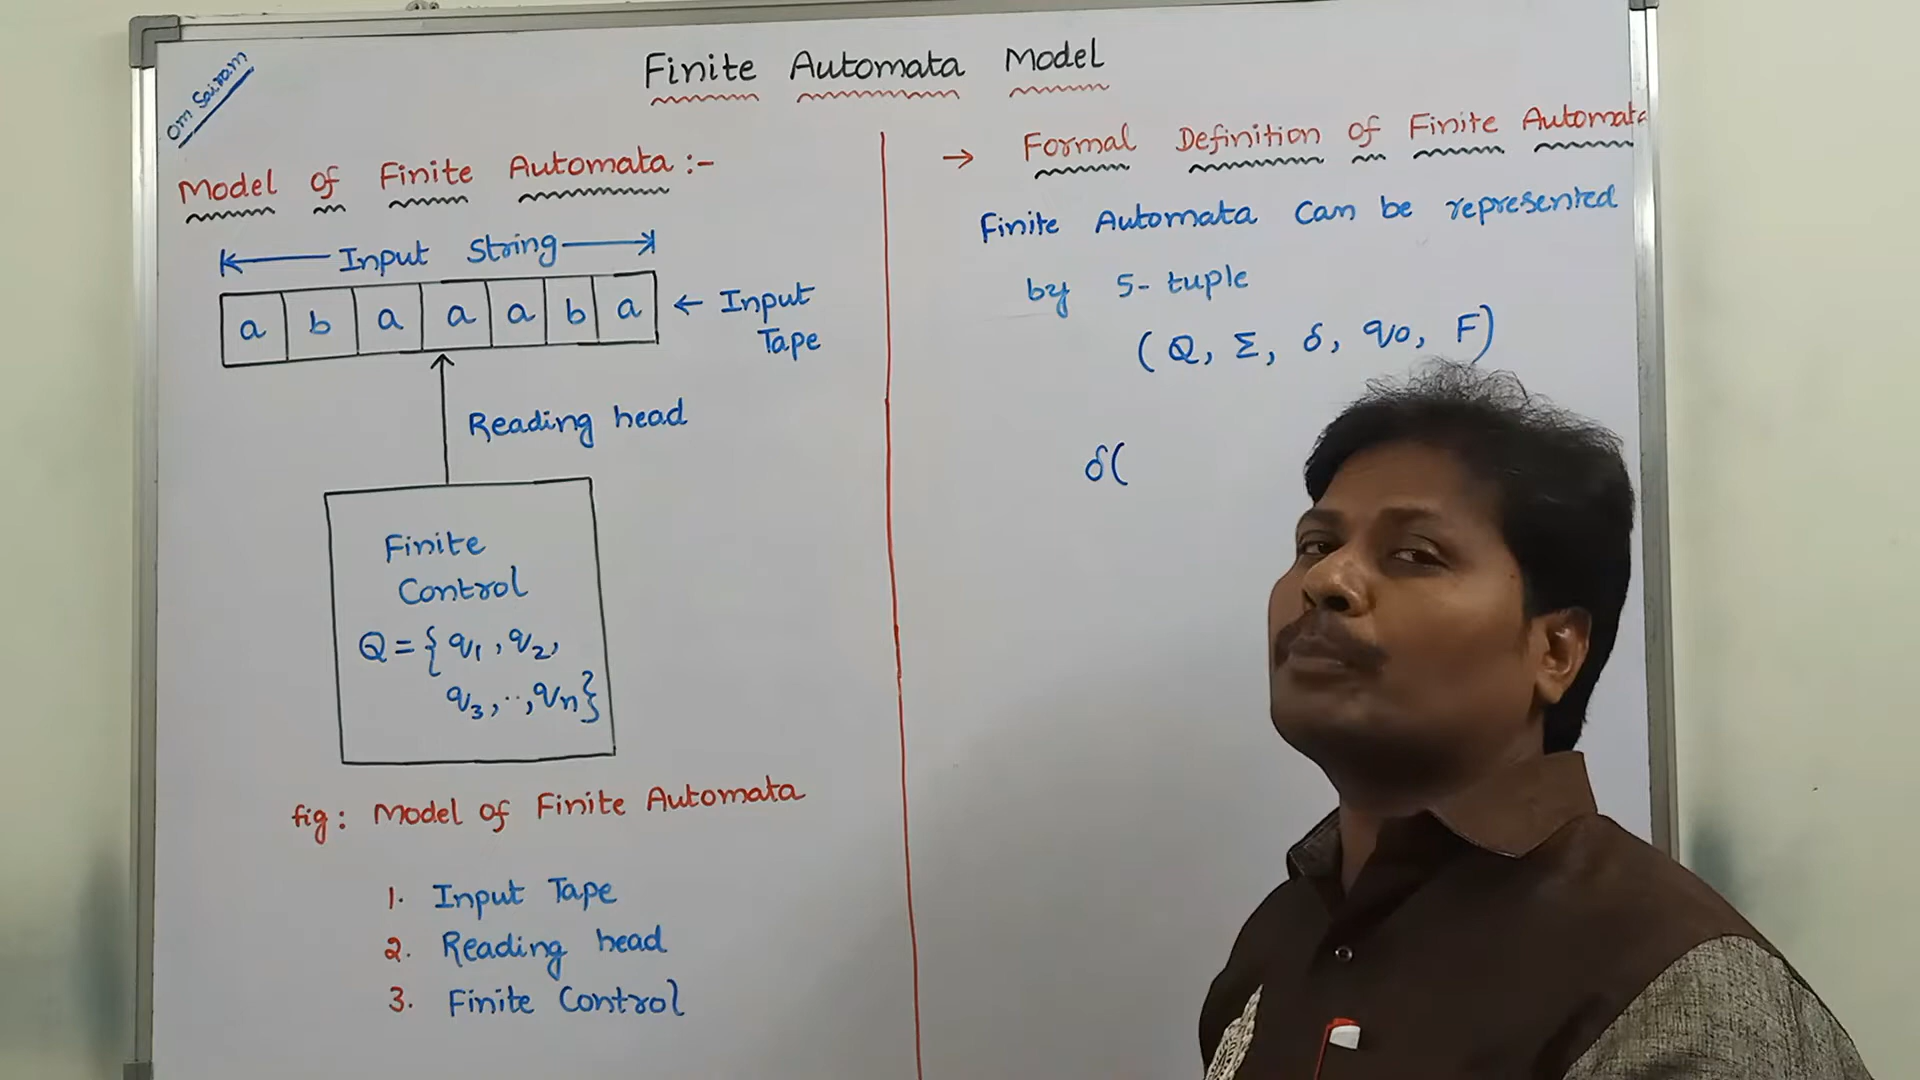 Om Sairam
Finite Automata Model
Model of Finite Automata :-
Input String
a b a a a b a
← Input
Tape
Reading head
Finite
Control
Q = { q1, q2,
q3, .., qn}
fig: Model of Finite Automata
1. Input Tape
2. Reading head
3. Finite Control
→ Formal Definition of Finite Automata
Finite Automata Can be represented
by 5-tuple
(Q, Σ, δ, q0, F)
δ(